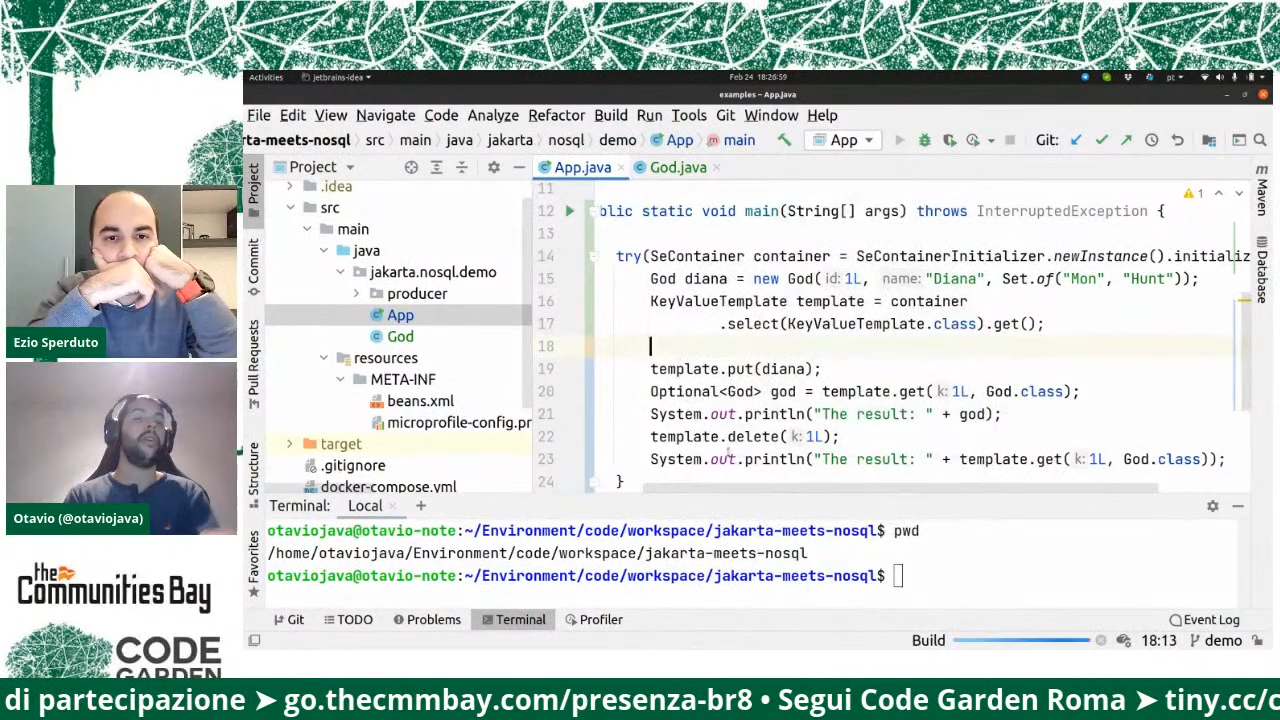 Activities
jetbrains-idea
Feb 24 18:26:59
pt
examples – App.java
File Edit View Navigate Code Analyze Refactor Build Run Tools Git Window Help
rta-meets-nosql src main java jakarta nosql demo App main
App
Git:
Project
App.java
God.java
Project
Commit
Pull Requests
Structure
Favorites
.idea
src
main
java
jakarta.nosql.demo
producer
App
God
resources
META-INF
beans.xml
microprofile-config.pr
target
.gitignore
docker-compose.yml
11
12 blic static void main(String[] args) throws InterruptedException {
13
14 try(SeContainer container = SeContainerInitializer.newInstance().initializ
15 God diana = new God( id: 1L, name: "Diana", Set.of("Mon", "Hunt"));
16 KeyValueTemplate template = container
17 .select(KeyValueTemplate.class).get();
18
19 template.put(diana);
20 Optional<God> god = template.get( k: 1L, God.class);
21 System.out.println("The result: " + god);
22 template.delete( k: 1L);
23 System.out.println("The result: " + template.get( k: 1L, God.class));
24 }
1
Maven
Database
Terminal: Local
otaviojava@otavio-note:~/Environment/code/workspace/jakarta-meets-nosql$ pwd
/home/otaviojava/Environment/code/workspace/jakarta-meets-nosql
otaviojava@otavio-note:~/Environment/code/workspace/jakarta-meets-nosql$
Git TODO Problems Terminal Profiler Event Log
Build 18:13 demo
Ezio Sperduto
Otavio (@otaviojava)
the
Communities Bay
CODE
GARDEN
di partecipazione ➤ go.thecmmbay.com/presenza-br8 • Segui Code Garden Roma ➤ tiny.cc/c